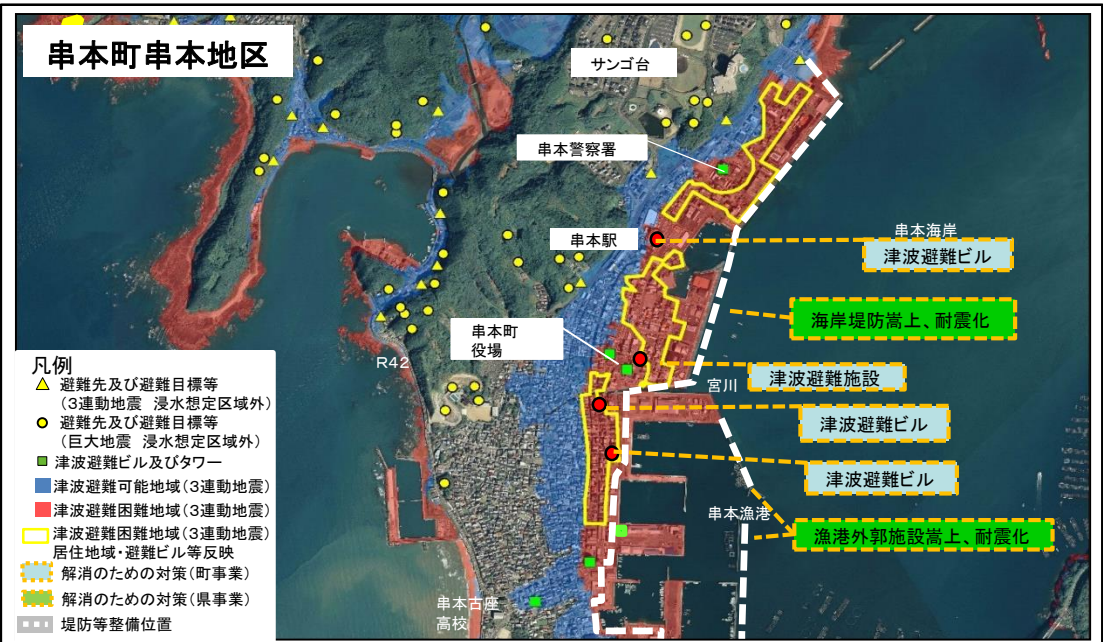 串本町串本地区
サンゴ台
串本警察署
串本海岸
串本駅
津波避難ビル
海岸堤防嵩上、耐震化
串本町
役場
R42
宮川
津波避難施設
津波避難ビル
津波避難ビル
串本漁港
漁港外郭施設嵩上、耐震化
串本古座
高校
凡例
避難先及び避難目標等
(3連動地震 浸水想定区域外)
避難先及び避難目標等
(巨大地震 浸水想定区域外)
津波避難ビル及びタワー
津波避難可能地域(3連動地震)
津波避難困難地域(3連動地震)
津波避難困難地域(3連動地震)
居住地域・避難ビル等反映
解消のための対策(町事業)
解消のための対策(県事業)
堤防等整備位置